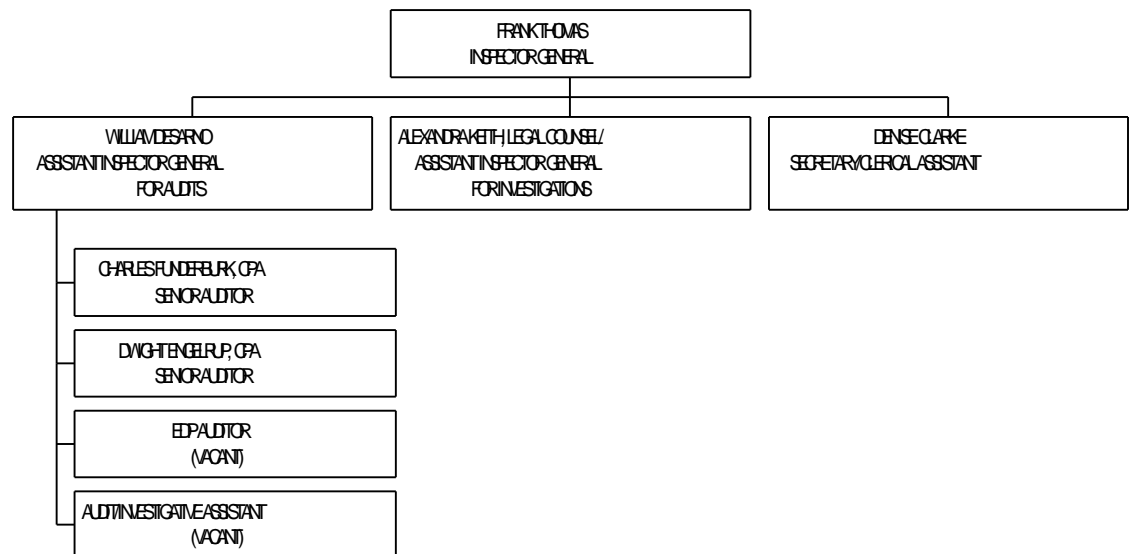 FRANK THOMAS
INSPECTOR GENERAL
WILLIAM DESARNO
ASSISTANT INSPECTOR GENERAL
FOR AUDITS
ALEXANDRA KEITH, LEGAL COUNSEL/
ASSISTANT INSPECTOR GENERAL
FOR INVESTIGATIONS
DENISE CLARKE
SECRETARY/CLERICAL ASSISTANT
CHARLES FUNDERBURK, CPA
SENIOR AUDITOR
DWIGHT ENGELRUP, CPA
SENIOR AUDITOR
EDP AUDITOR
(VACANT)
AUDIT/INVESTIGATIVE ASSISTANT
(VACANT)